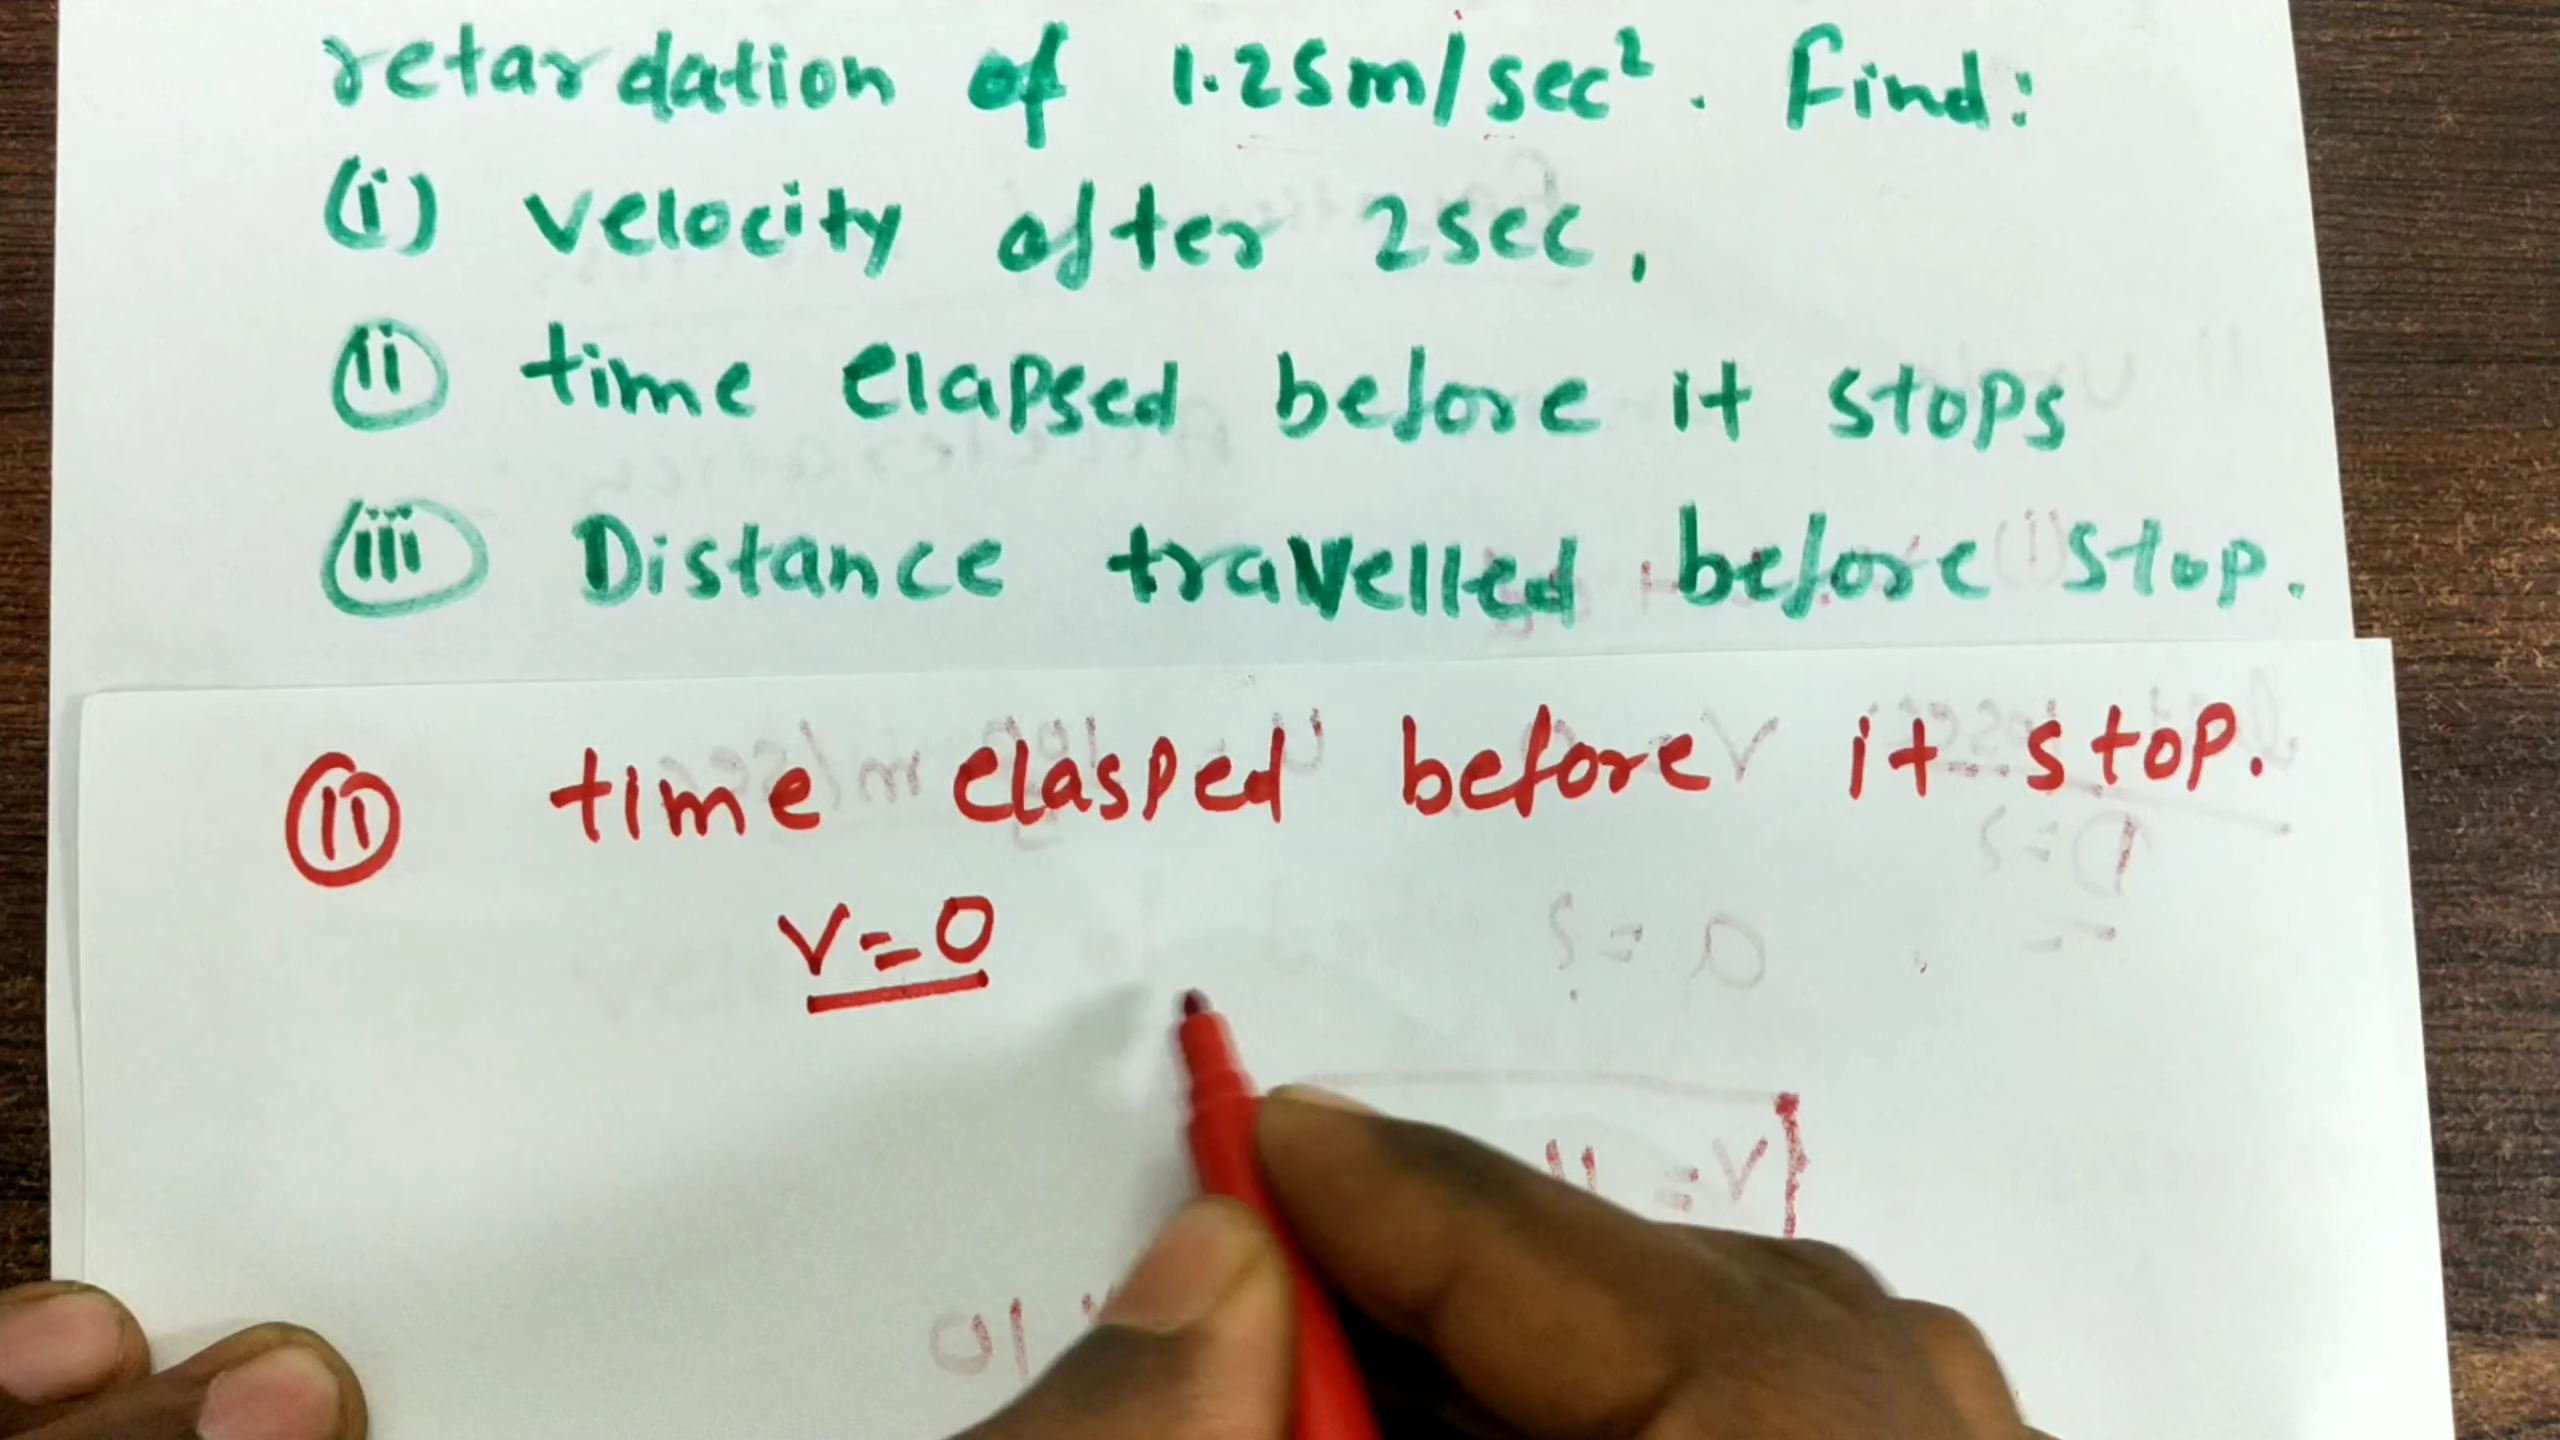 retardation of 1.25m/sec². Find:
(i) velocity after 2sec,
(ii) time elapsed before it stops
(iii) Distance travelled before stop.
(ii) time elasped before it stop.
V=0